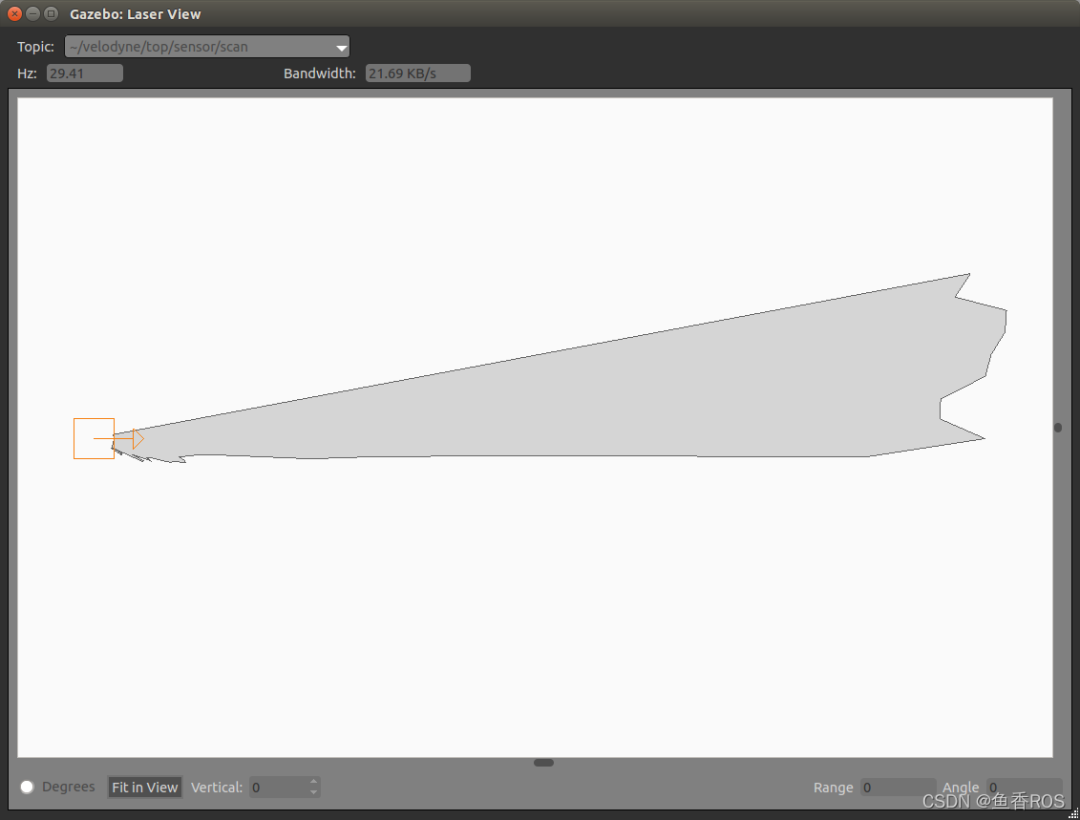 Gazebo: Laser View
Topic: ~/velodyne/top/sensor/scan
Hz: 29.41 Bandwidth: 21.69 KB/s
Degrees Fit in View Vertical: 0 Range 0 Angle 0
CSDN @鱼香ROS